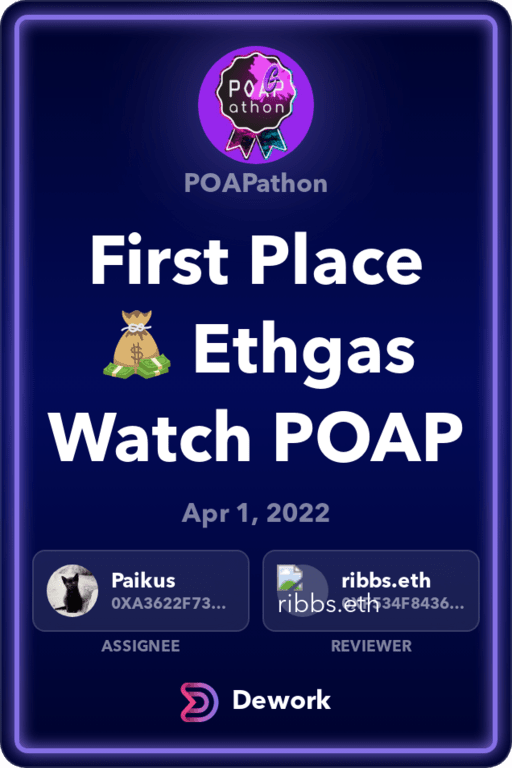 POAP
athon
POAPathon
First Place
Ethgas
Watch POAP
Apr 1, 2022
Paikus
0XA3622F73...
ribbs.eth
ribbs.eth
ASSIGNEE
REVIEWER
Dework